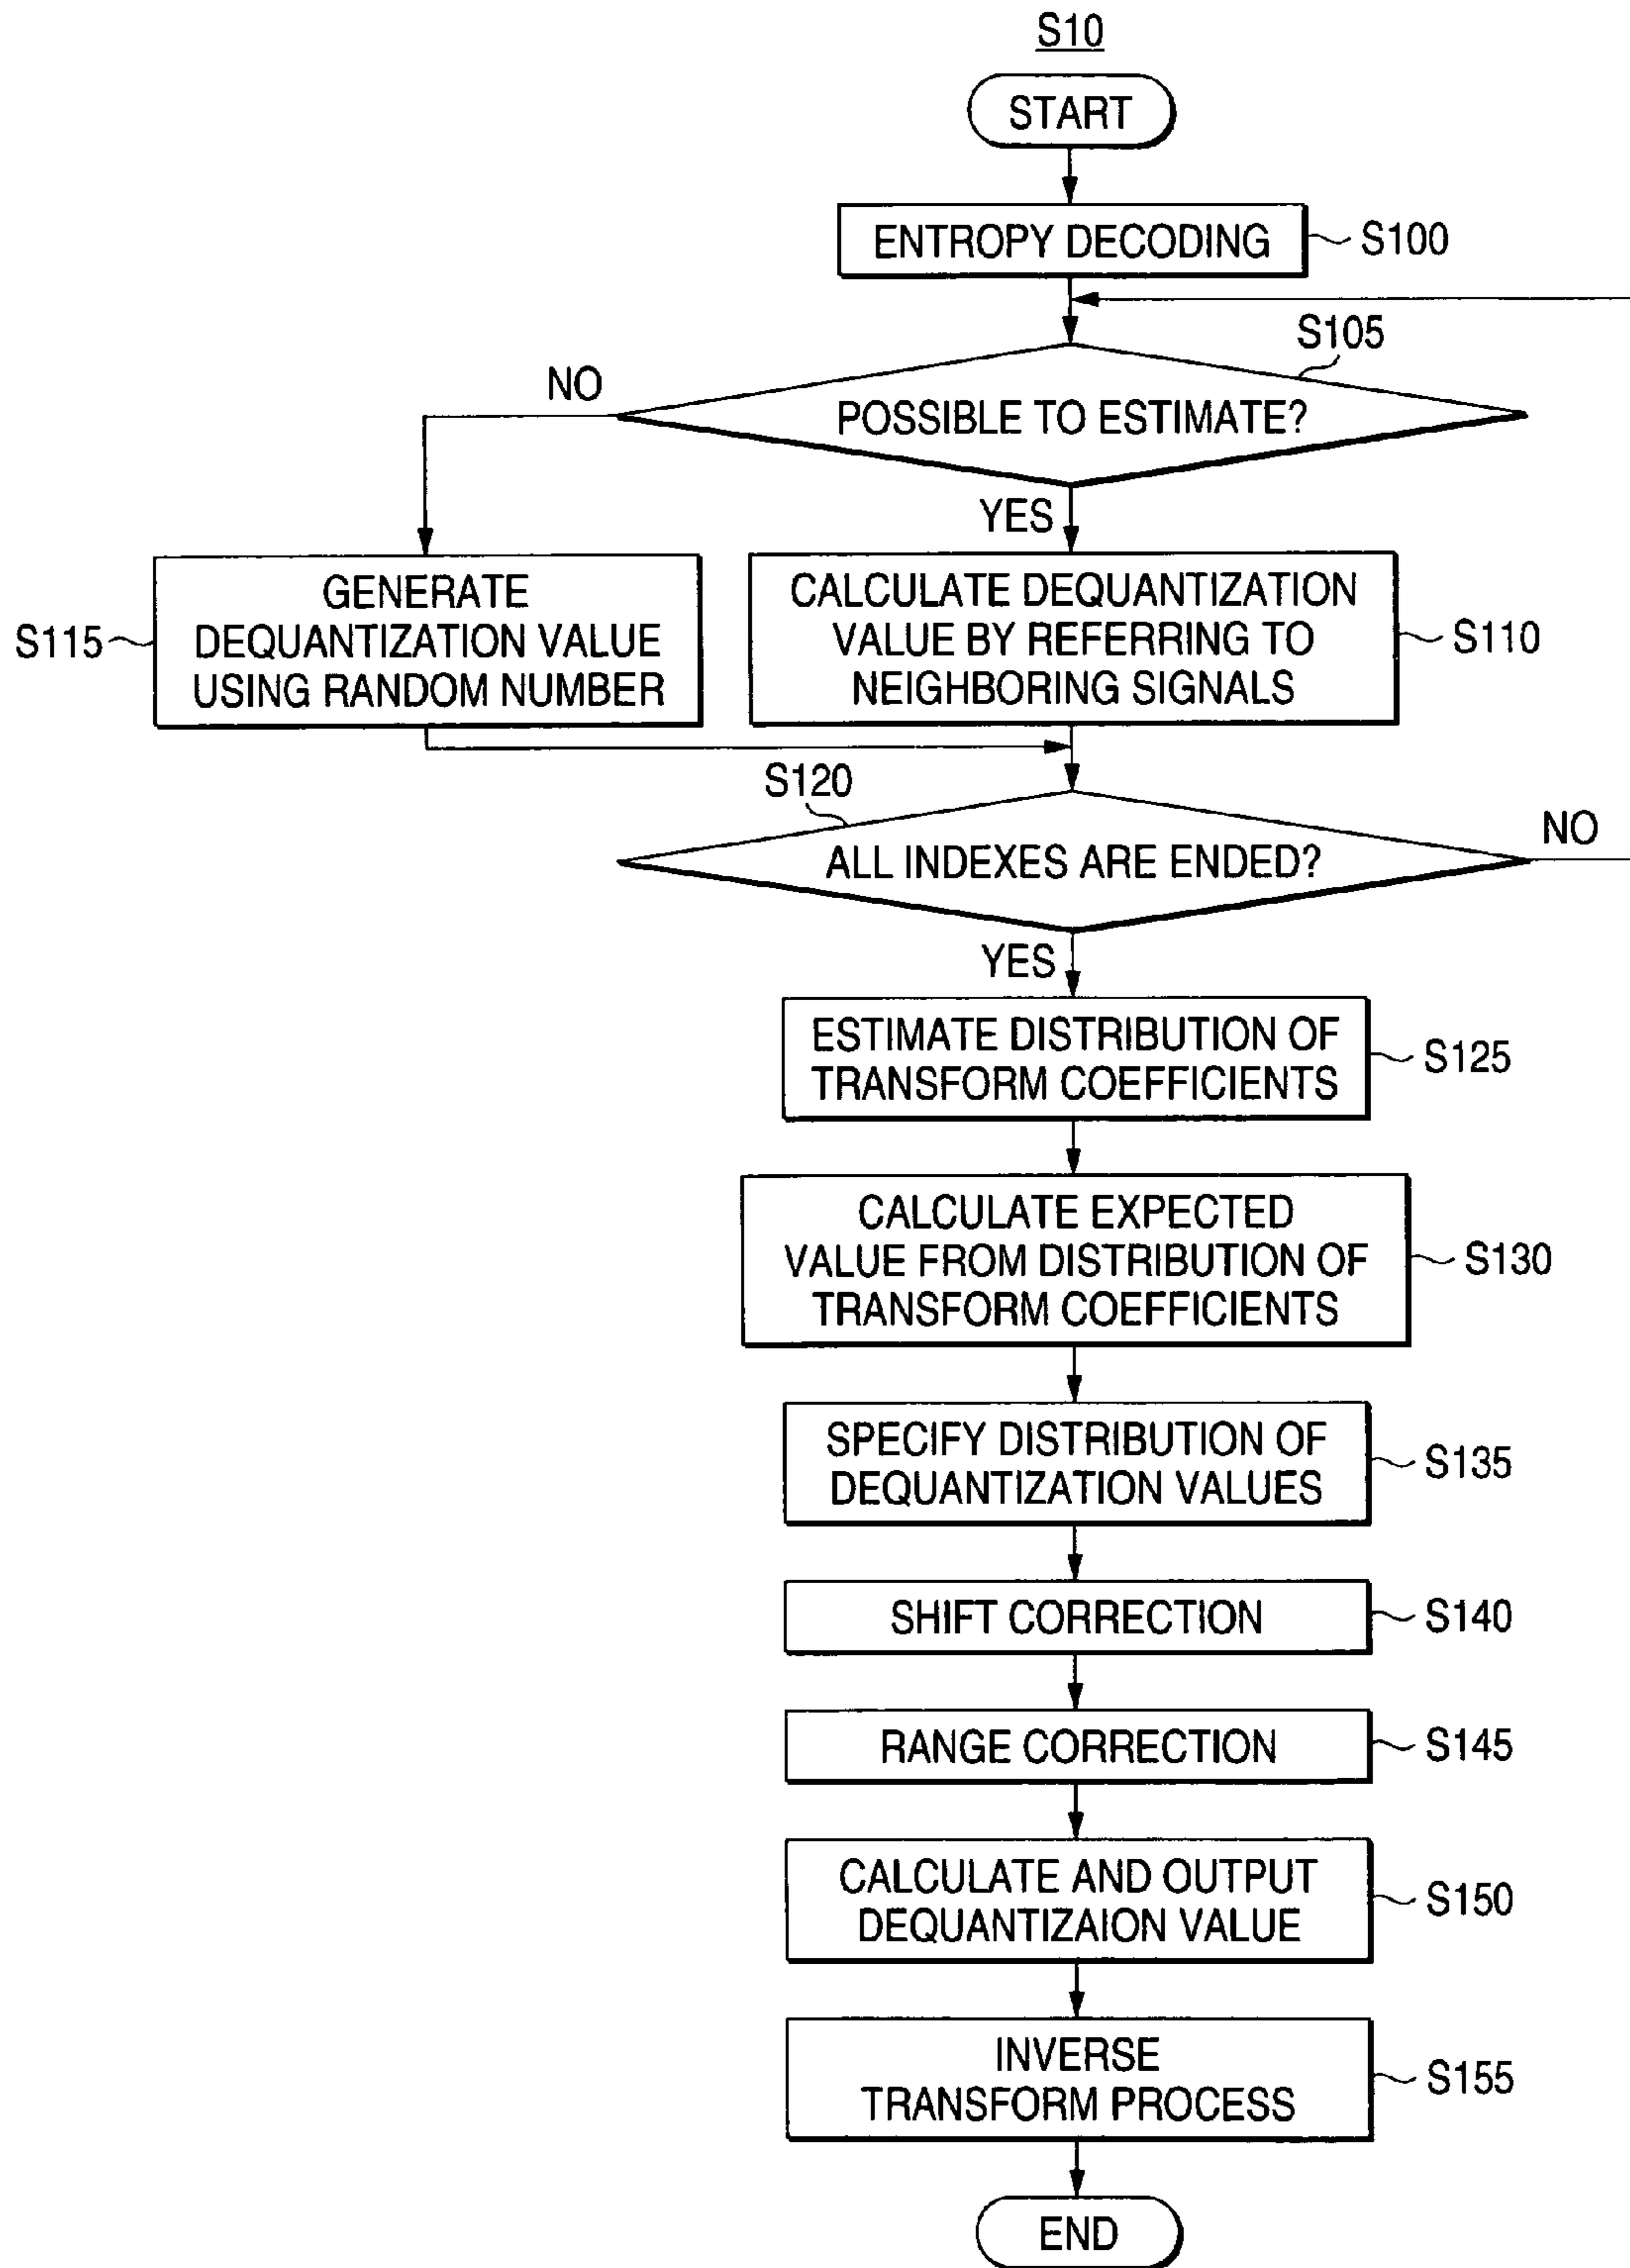 S10
START
ENTROPY DECODING
S100
S105
NO
POSSIBLE TO ESTIMATE?
YES
S115
GENERATE
DEQUANTIZATION VALUE
USING RANDOM NUMBER
CALCULATE DEQUANTIZATION
VALUE BY REFERRING TO
NEIGHBORING SIGNALS
S110
S120
NO
ALL INDEXES ARE ENDED?
YES
ESTIMATE DISTRIBUTION OF
TRANSFORM COEFFICIENTS
S125
CALCULATE EXPECTED
VALUE FROM DISTRIBUTION OF
TRANSFORM COEFFICIENTS
S130
SPECIFY DISTRIBUTION OF
DEQUANTIZATION VALUES
S135
SHIFT CORRECTION
S140
RANGE CORRECTION
S145
CALCULATE AND OUTPUT
DEQUANTIZAION VALUE
S150
INVERSE
TRANSFORM PROCESS
S155
END